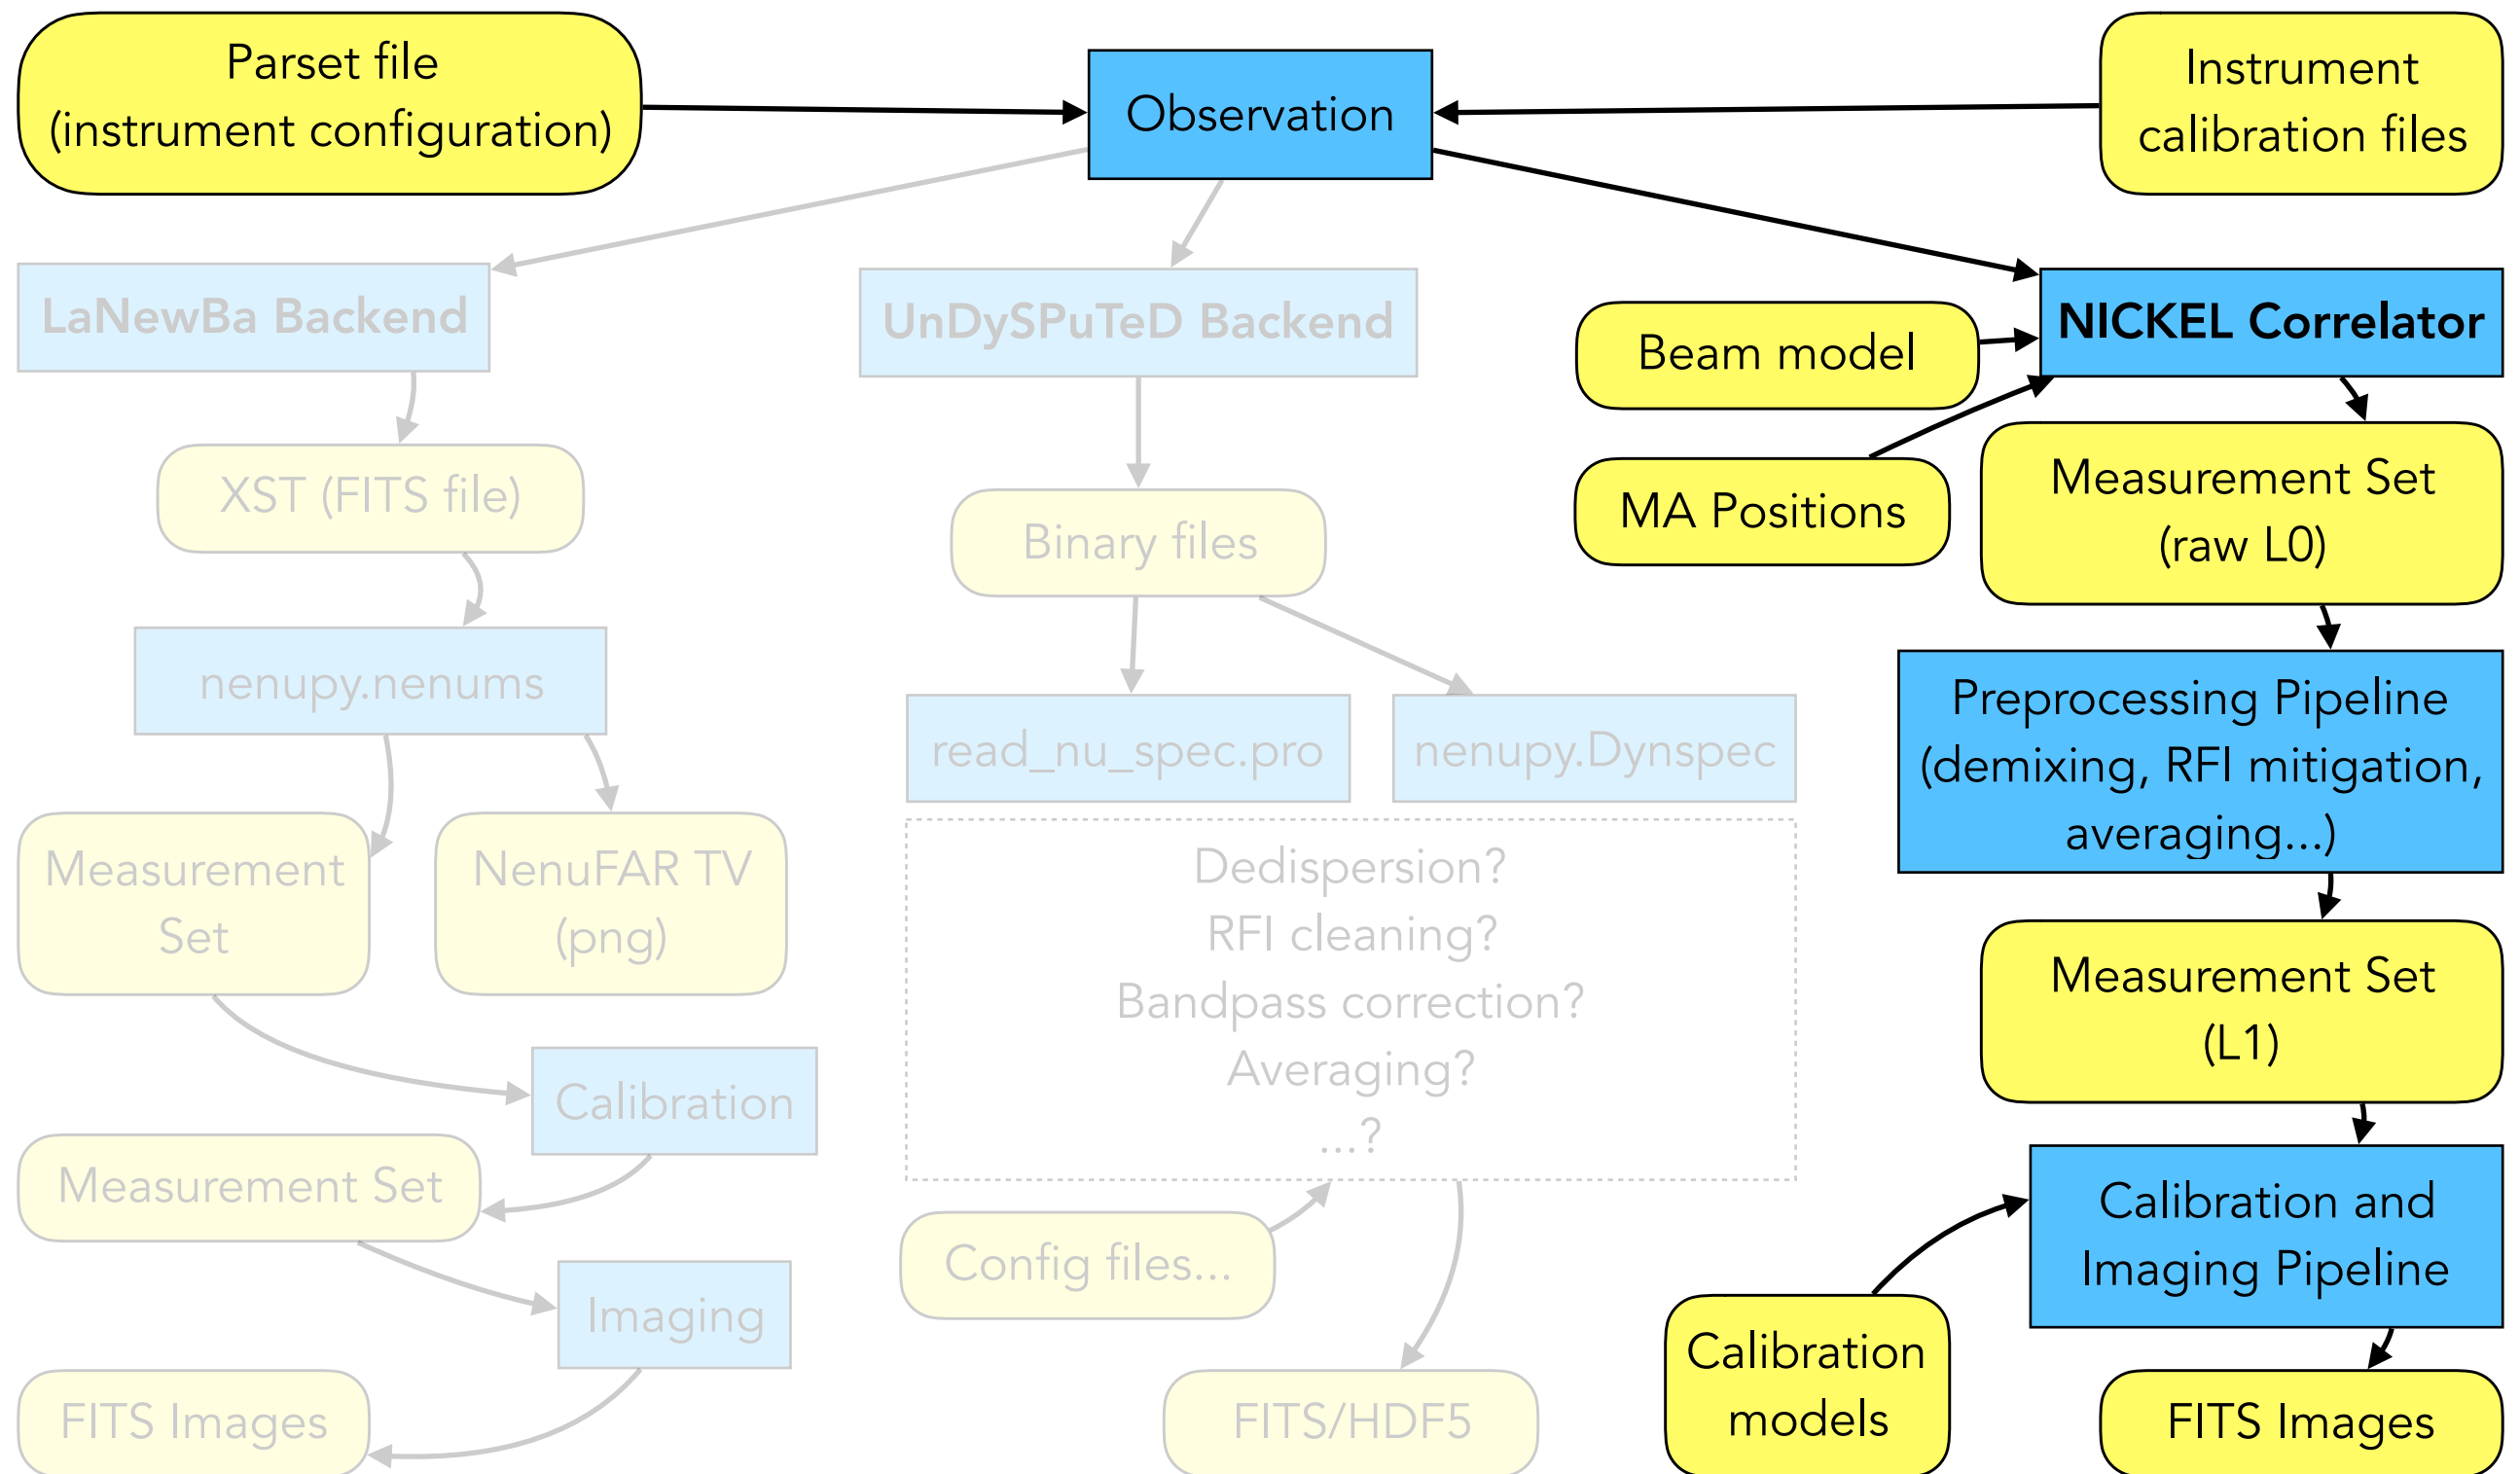 Parset file
(instrument configuration)
Observation
Instrument
calibration files
LaNewBa Backend
UnDySPuTeD Backend
NICKEL Correlator
Beam model
MA Positions
XST (FITS file)
Binary files
Measurement Set
(raw L0)
nenupy.nenums
read_nu_spec.pro
nenupy.Dynspec
Preprocessing Pipeline
(demixing, RFI mitigation,
averaging...)
Measurement
Set
NenuFAR TV
(png)
Dedispersion?
RFI cleaning?
Bandpass correction?
Averaging?
...?
Measurement Set
(L1)
Calibration
Measurement Set
Config files...
Calibration and
Imaging Pipeline
Imaging
Calibration
models
FITS Images
FITS/HDF5
FITS Images